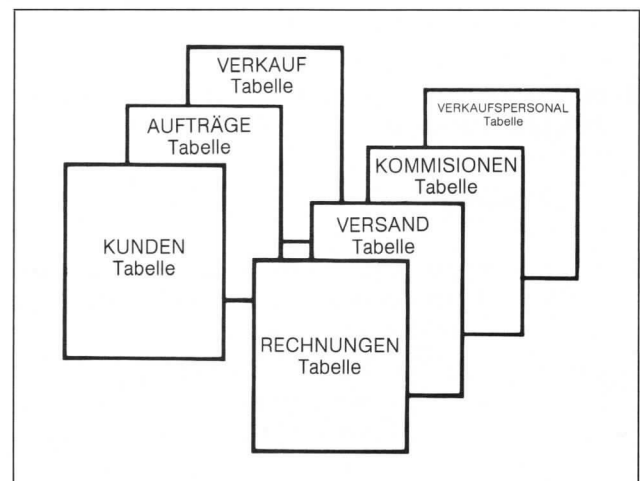 VERKAUF
Tabelle
AUFTRÄGE
Tabelle
KUNDEN
Tabelle
VERKAUFSPERSONAL
Tabelle
KOMMISIONEN
Tabelle
VERSAND
Tabelle
RECHNUNGEN
Tabelle